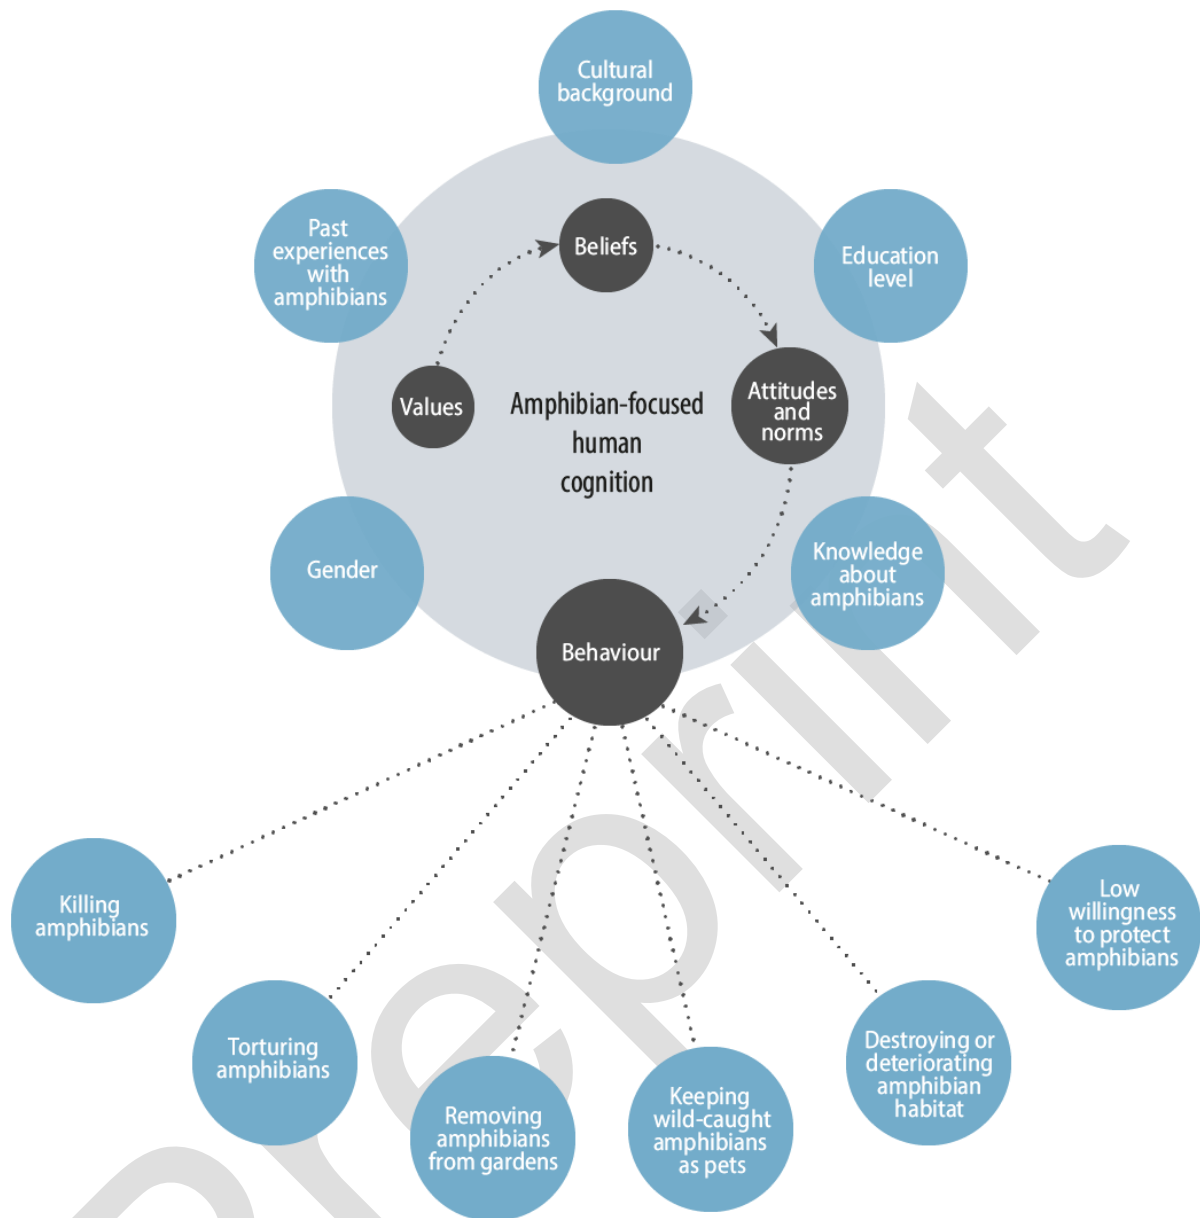 Cultural
background
Past
experiences
with
amphibians
Beliefs
Education
level
Values
Amphibian-focused
human
cognition
Attitudes
and
norms
Gender
Knowledge
about
amphibians
Behaviour
Killing
amphibians
Torturing
amphibians
Removing
amphibians
from gardens
Keeping
wild-caught
amphibians
as pets
Destroying or
deteriorating
amphibian
habitat
Low
willingness
to protect
amphibians
Preprint